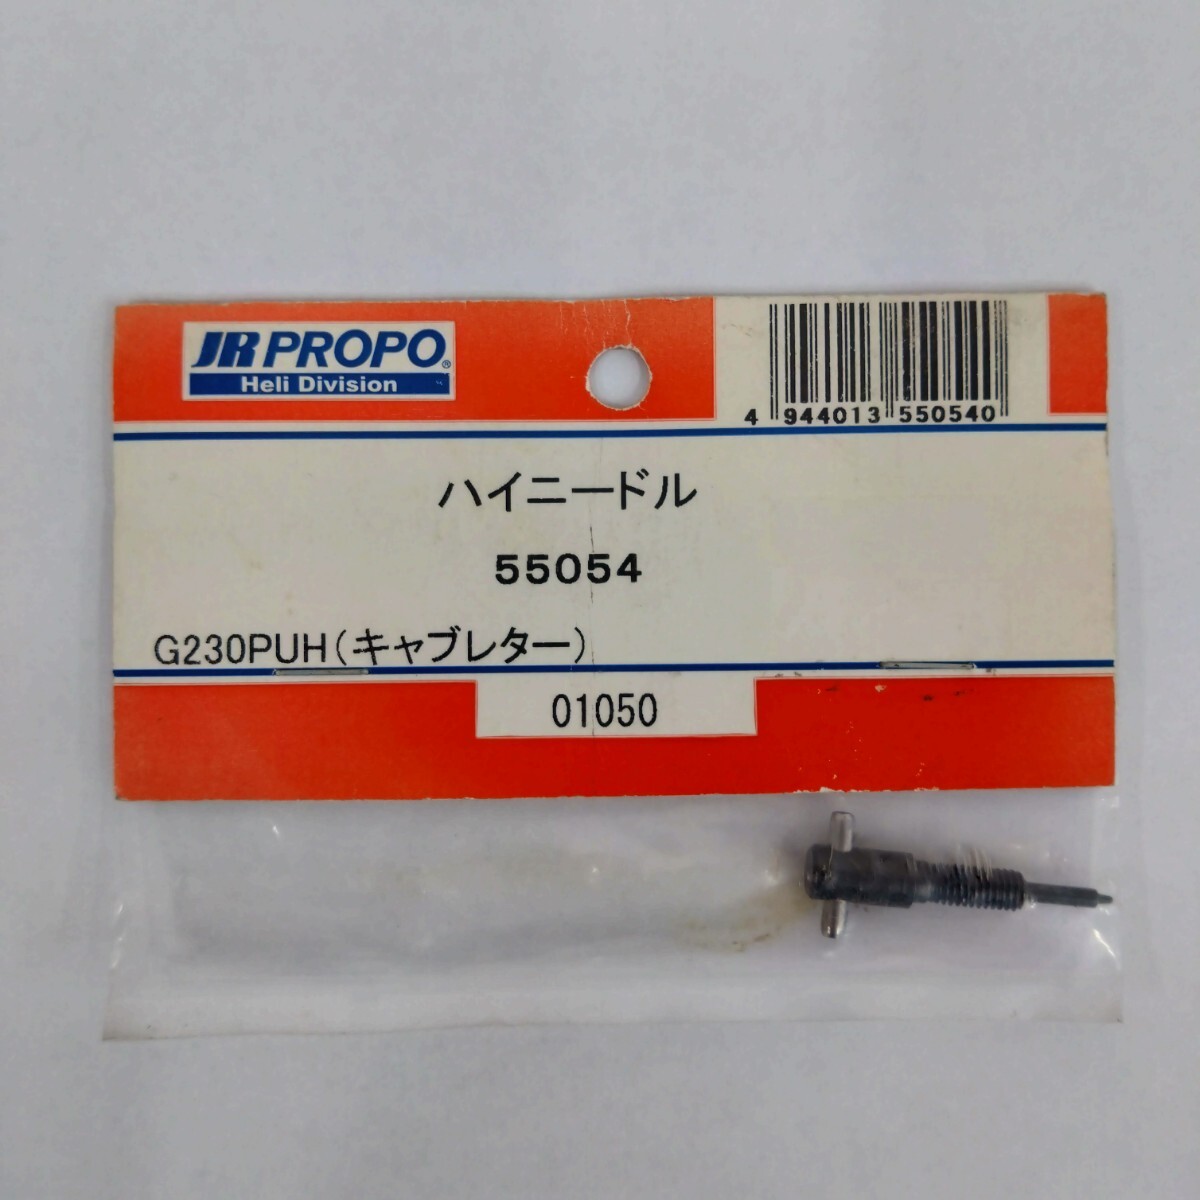 JR PROPO®
Heli Division
4 944013 550540
ハイニードル
55054
G230PUH(キャブレター)
01050